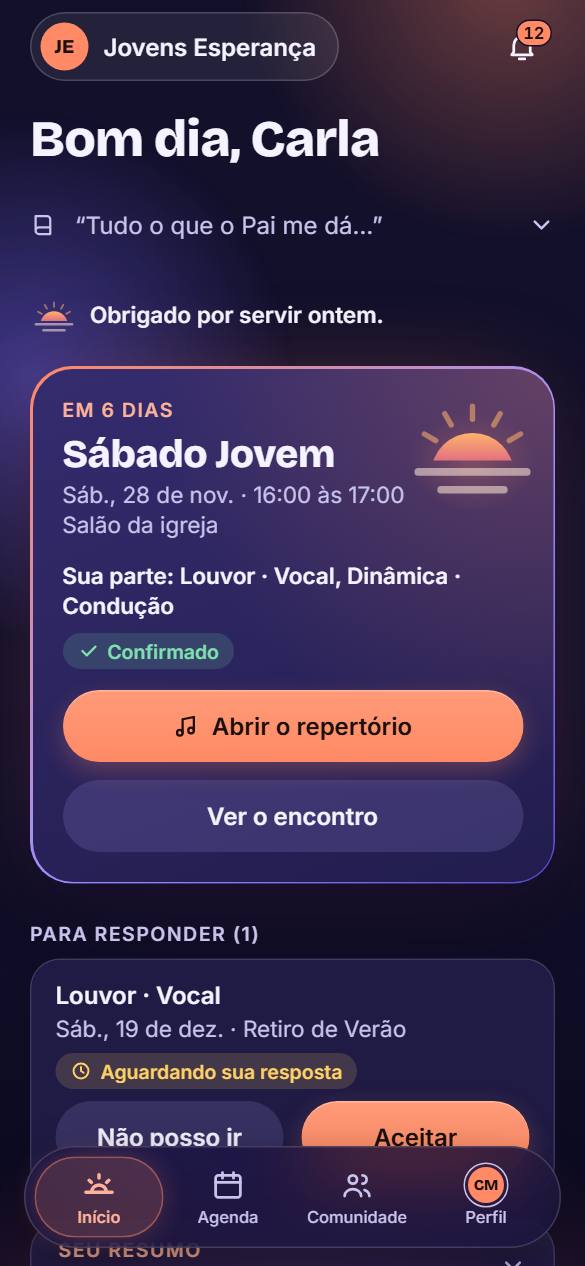 JE
Jovens Esperança
12
Bom dia, Carla
“Tudo o que o Pai me dá...”
Obrigado por servir ontem.
EM 6 DIAS
Sábado Jovem
Sáb., 28 de nov. · 16:00 às 17:00
Salão da igreja
Sua parte: Louvor · Vocal, Dinâmica ·
Condução
Confirmado
Abrir o repertório
Ver o encontro
PARA RESPONDER (1)
Louvor · Vocal
Sáb., 19 de dez. · Retiro de Verão
Aguardando sua resposta
Não posso ir
Aceitar
Início
Agenda
Comunidade
CM
Perfil
SEU RESUMO